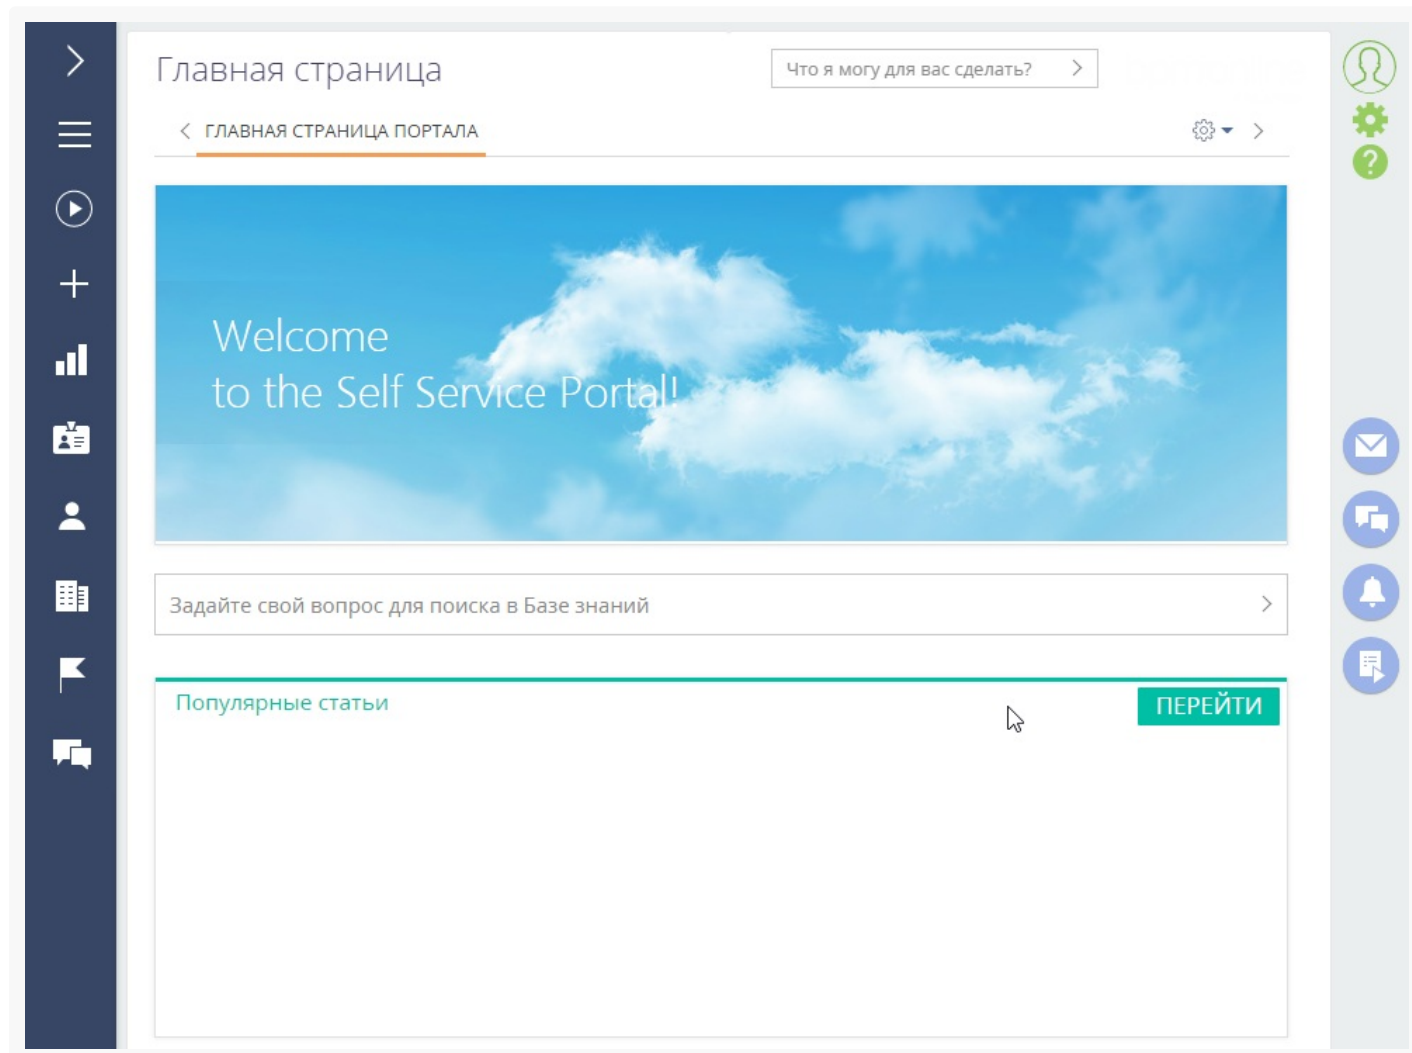 Главная страница
Что я могу для вас сделать?
ГЛАВНАЯ СТРАНИЦА ПОРТАЛА
Welcome
to the Self Service Portal!
Задайте свой вопрос для поиска в Базе знаний
Популярные статьи
ПЕРЕЙТИ